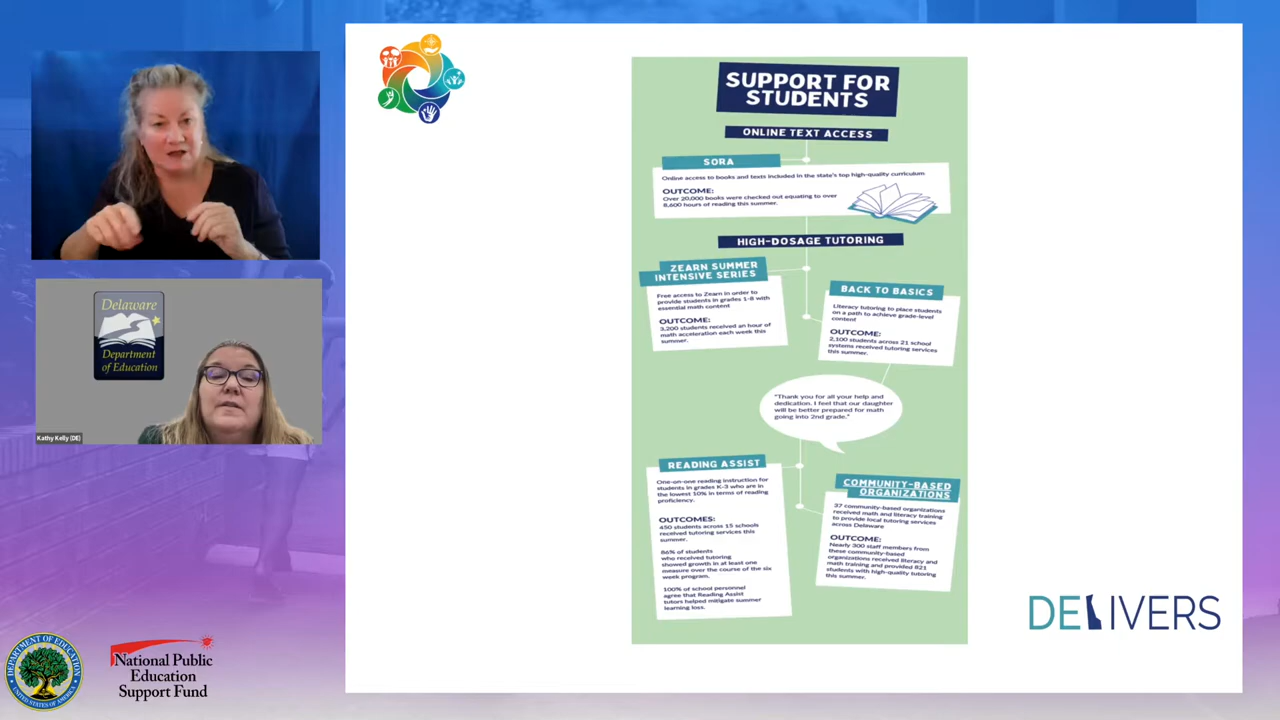 Delaware
Department
of Education
Kathy Kelly (DE)
DEPARTMENT OF EDUCATION
UNITED STATES OF AMERICA
National Public
Education
Support Fund
SUPPORT FOR
STUDENTS
ONLINE TEXT ACCESS
SORA
Online access to books and texts included in the state's top high-quality curriculum
OUTCOME:
Over 20,000 books were checked out equating to over
8,600 hours of reading this summer.
HIGH-DOSAGE TUTORING
ZEARN SUMMER
INTENSIVE SERIES
Free access to Zearn in order to
provide students in grades 1-8 with
essential math content
OUTCOME:
3,200 students received an hour of
math acceleration each week this
summer.
BACK TO BASICS
Literacy tutoring to place students
on a path to achieve grade-level
content
OUTCOME:
2,100 students across 21 school
systems received tutoring services
this summer.
"Thank you for all your help and
dedication. I feel that our daughter
will be better prepared for math
going into 2nd grade."
READING ASSIST
One-on-one reading instruction for
students in grades K-3 who are in
the lowest 10% in terms of reading
proficiency.
OUTCOMES:
450 students across 15 schools
received tutoring services this
summer.
86% of students
who received tutoring
showed growth in at least one
measure over the course of the six
week program.
100% of school personnel
agree that Reading Assist
tutors helped mitigate summer
learning loss.
COMMUNITY-BASED
ORGANIZATIONS
37 community-based organizations
received math and literacy training
to provide local tutoring services
across Delaware
OUTCOME:
Nearly 300 staff members from
these community-based
organizations received literacy and
math training and provided 821
students with high-quality tutoring
this summer.
DELIVERS